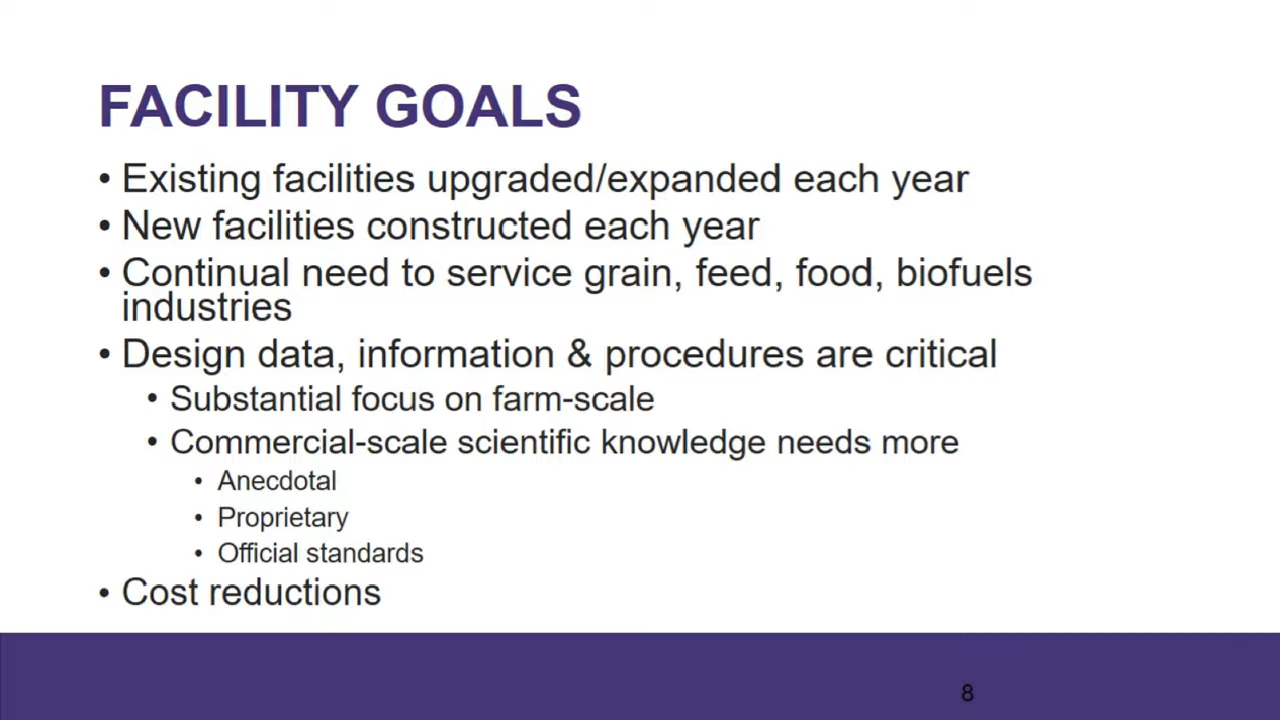 FACILITY GOALS
• Existing facilities upgraded/expanded each year
• New facilities constructed each year
• Continual need to service grain, feed, food, biofuels
industries
• Design data, information & procedures are critical
• Substantial focus on farm-scale
• Commercial-scale scientific knowledge needs more
• Anecdotal
• Proprietary
• Official standards
• Cost reductions
8